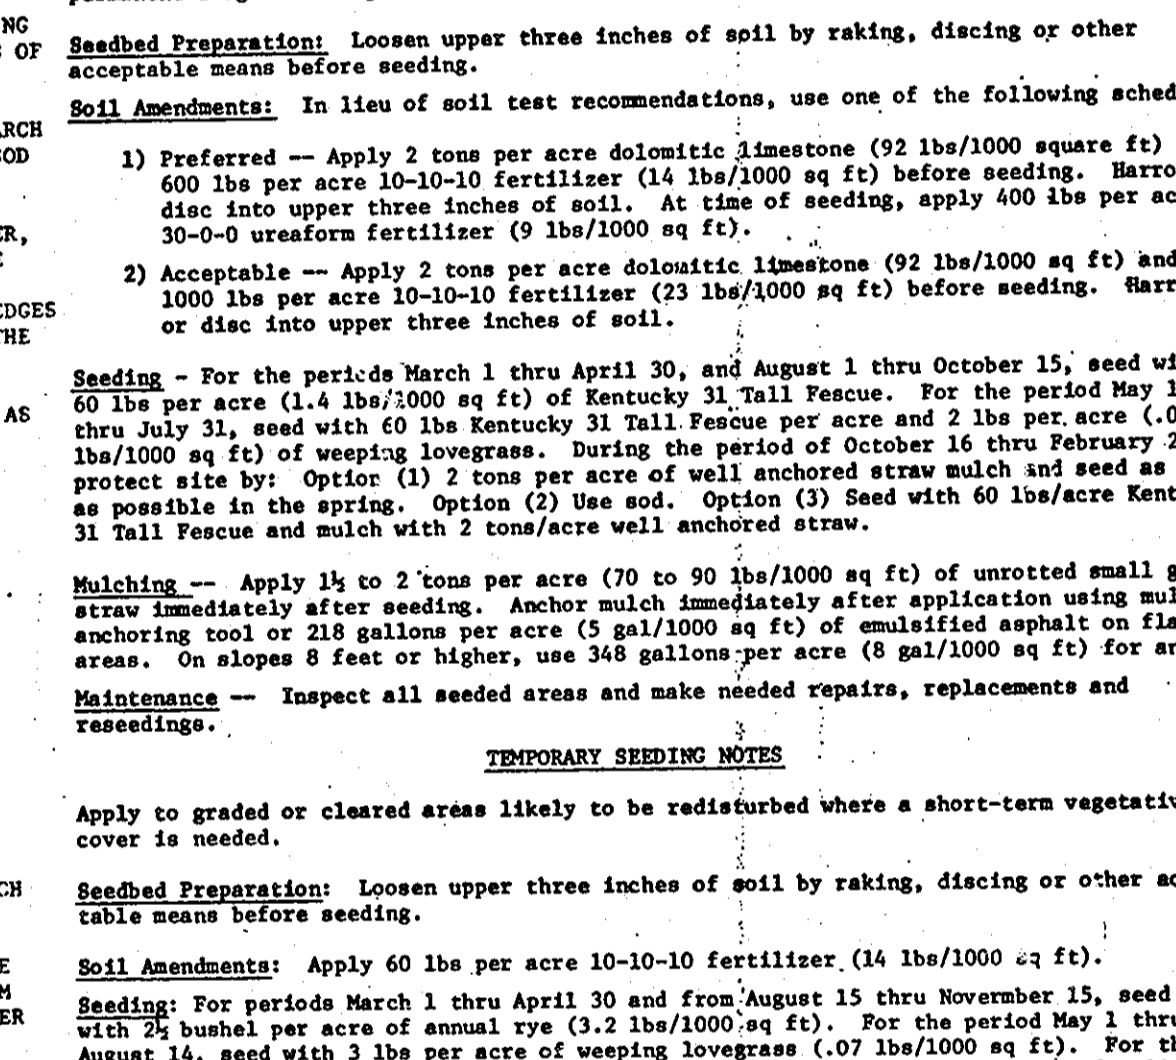 NG
OF
ARCH
SOD
ER,
E
EDGES
THE
AS
CH
E
M
ER
Seedbed Preparation: Loosen upper three inches of soil by raking, discing or other
acceptable means before seeding.
Soil Amendments: In lieu of soil test recommendations, use one of the following sched
1) Preferred -- Apply 2 tons per acre dolomitic limestone (92 lbs/1000 square ft)
600 lbs per acre 10-10-10 fertilizer (14 lbs/1000 sq ft) before seeding. Harro
disc into upper three inches of soil. At time of seeding, apply 400 lbs per ac
30-0-0 ureaform fertilizer (9 lbs/1000 sq ft).
2) Acceptable -- Apply 2 tons per acre dolomitic limestone (92 lbs/1000 sq ft) and
1000 lbs per acre 10-10-10 fertilizer (23 lbs/1000 sq ft) before seeding. Harr
or disc into upper three inches of soil.
Seeding - For the periods March 1 thru April 30, and August 1 thru October 15, seed wi
60 lbs per acre (1.4 lbs/1000 sq ft) of Kentucky 31 Tall Fescue. For the period May 1
thru July 31, seed with 60 lbs Kentucky 31 Tall Fescue per acre and 2 lbs per acre (.0
lbs/1000 sq ft) of weeping lovegrass. During the period of October 16 thru February 2
protect site by: Option (1) 2 tons per acre of well anchored straw mulch and seed as
as possible in the spring. Option (2) Use sod. Option (3) Seed with 60 lbs/acre Kent
31 Tall Fescue and mulch with 2 tons/acre well anchored straw.
Mulching -- Apply 1½ to 2 tons per acre (70 to 90 lbs/1000 sq ft) of unrotted small g
straw immediately after seeding. Anchor mulch immediately after application using mul
anchoring tool or 218 gallons per acre (5 gal/1000 sq ft) of emulsified asphalt on fla
areas. On slopes 8 feet or higher, use 348 gallons per acre (8 gal/1000 sq ft) for an
Maintenance -- Inspect all seeded areas and make needed repairs, replacements and
reseedings.
TEMPORARY SEEDING NOTES
Apply to graded or cleared areas likely to be redisturbed where a short-term vegetativ
cover is needed.
Seedbed Preparation: Loosen upper three inches of soil by raking, discing or other ac
table means before seeding.
Soil Amendments: Apply 60 lbs per acre 10-10-10 fertilizer (14 lbs/1000 sq ft).
Seeding: For periods March 1 thru April 30 and from August 15 thru Novermber 15, seed
with 2½ bushel per acre of annual rye (3.2 lbs/1000 sq ft). For the period May 1 thru
August 14, seed with 3 lbs per acre of weeping lovegrass (.07 lbs/1000 sq ft). For t